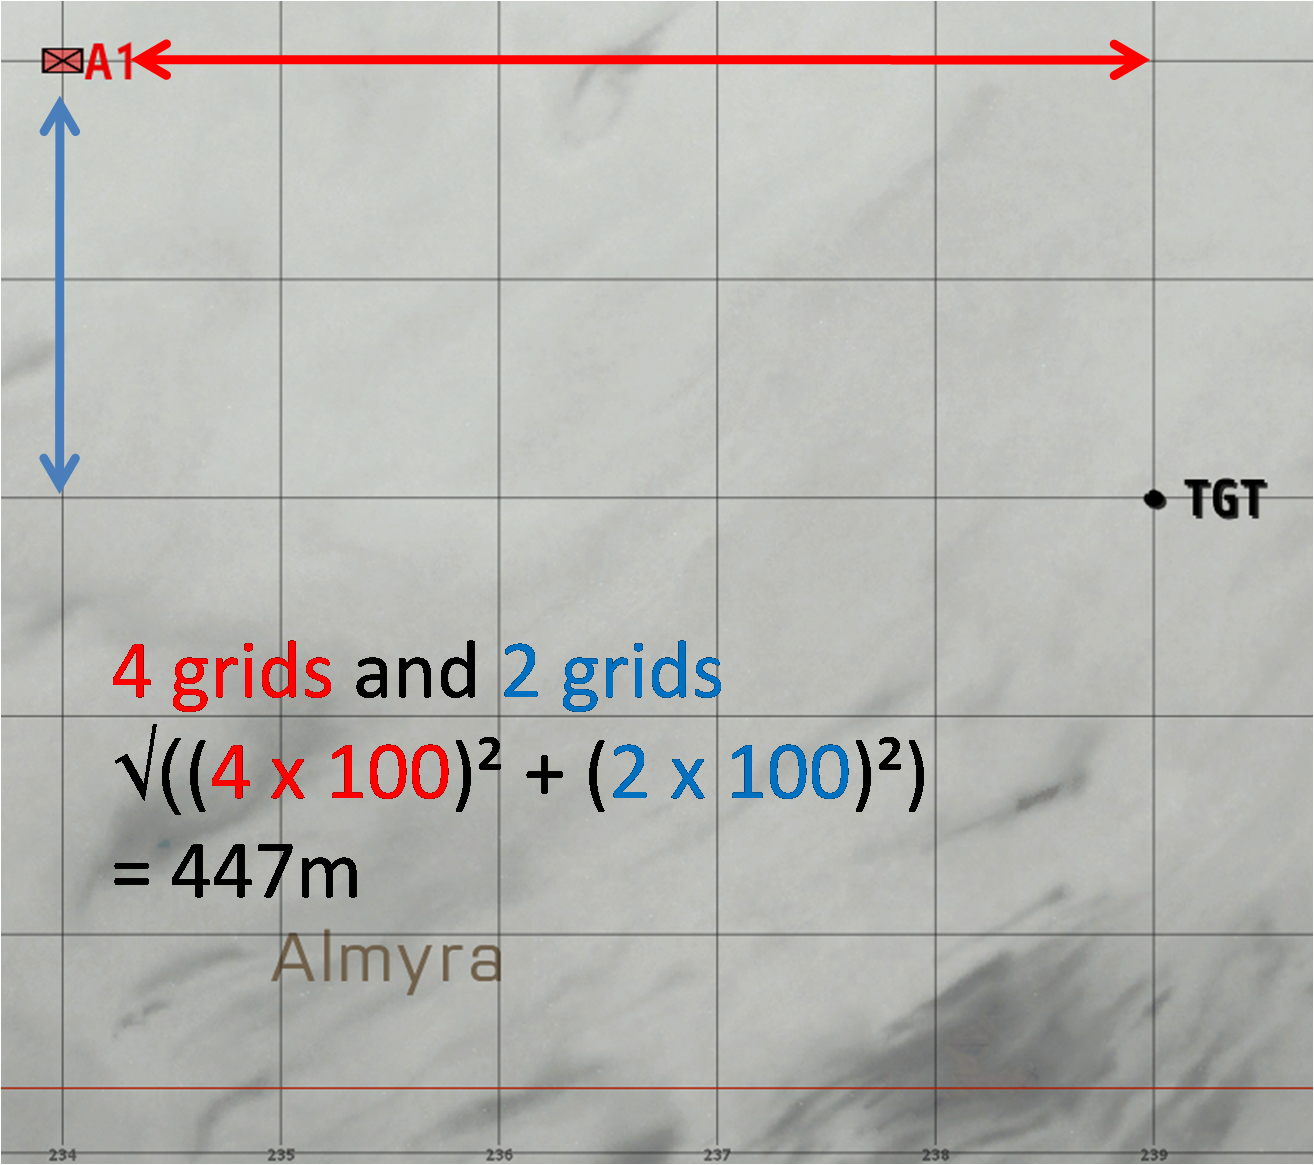 A1
TGT
4 grids and 2 grids
√((4 x 100)² + (2 x 100)²)
= 447m
Almyra
234 235 236 237 238 239